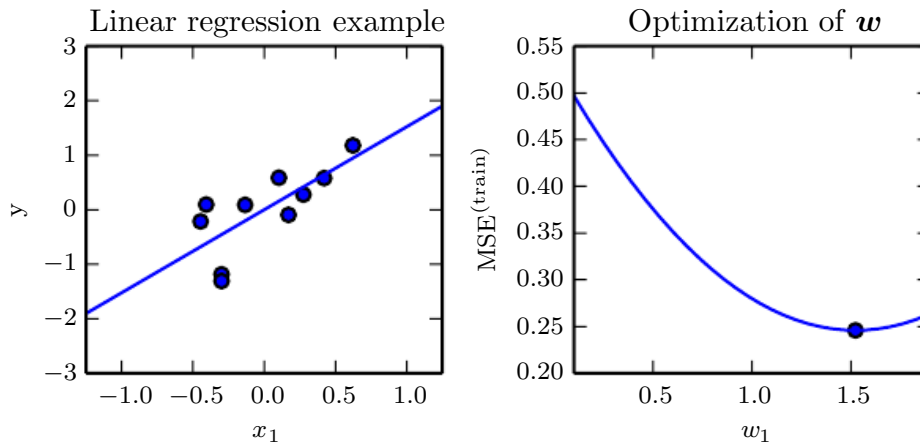 Linear regression example
3
2
1
0
−1
−2
−3
y
−1.0 −0.5 0.0 0.5 1.0
x1
Optimization of w
0.55
0.50
0.45
0.40
0.35
0.30
0.25
0.20
MSE(train)
0.5 1.0 1.5
w1